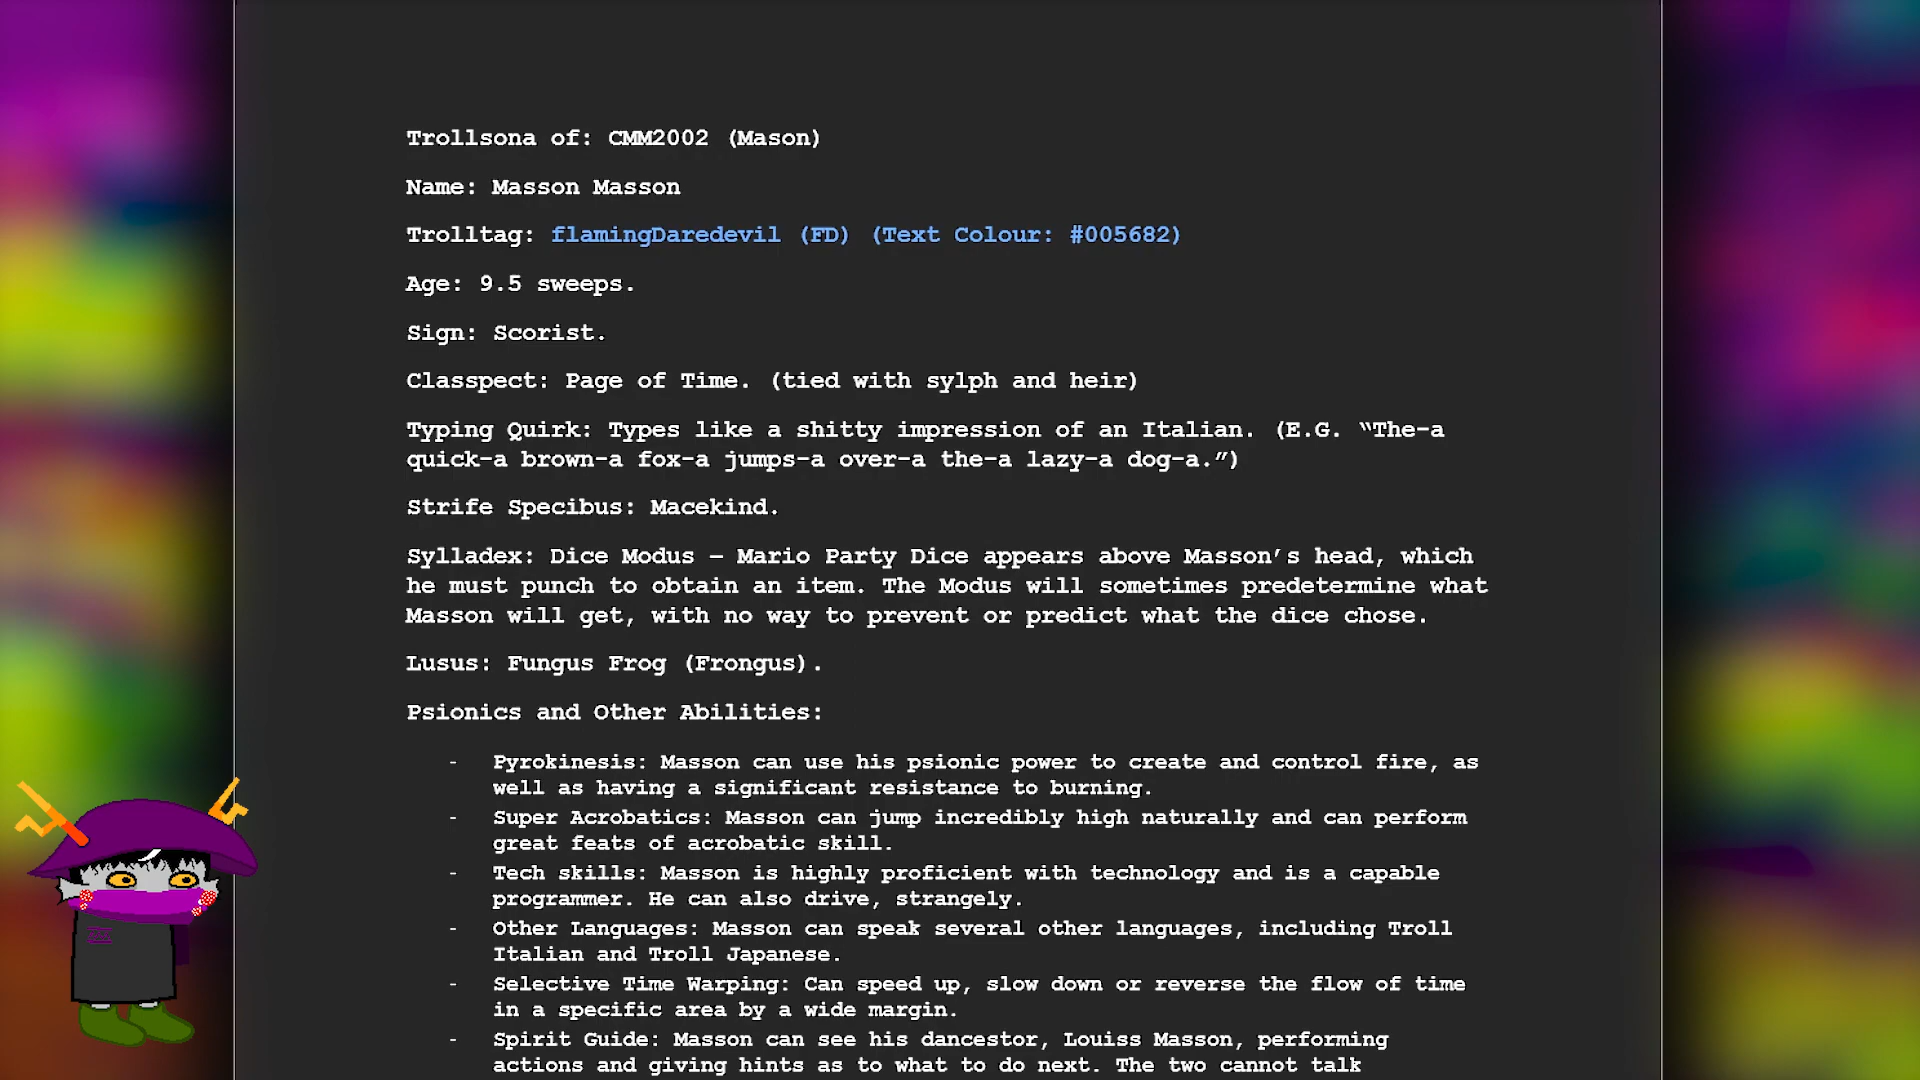 Trollsona of: CMM2002 (Mason)
Name: Masson Masson
Trolltag: flamingDaredevil (FD) (Text Colour: #005682)
Age: 9.5 sweeps.
Sign: Scorist.
Classpect: Page of Time. (tied with sylph and heir)
Typing Quirk: Types like a shitty impression of an Italian. (E.G. “The-a
quick-a brown-a fox-a jumps-a over-a the-a lazy-a dog-a.”)
Strife Specibus: Macekind.
Sylladex: Dice Modus – Mario Party Dice appears above Masson’s head, which
he must punch to obtain an item. The Modus will sometimes predetermine what
Masson will get, with no way to prevent or predict what the dice chose.
Lusus: Fungus Frog (Frongus).
Psionics and Other Abilities:
- Pyrokinesis: Masson can use his psionic power to create and control fire, as
well as having a significant resistance to burning.
- Super Acrobatics: Masson can jump incredibly high naturally and can perform
great feats of acrobatic skill.
- Tech skills: Masson is highly proficient with technology and is a capable
programmer. He can also drive, strangely.
- Other Languages: Masson can speak several other languages, including Troll
Italian and Troll Japanese.
- Selective Time Warping: Can speed up, slow down or reverse the flow of time
in a specific area by a wide margin.
- Spirit Guide: Masson can see his dancestor, Louiss Masson, performing
actions and giving hints as to what to do next. The two cannot talk